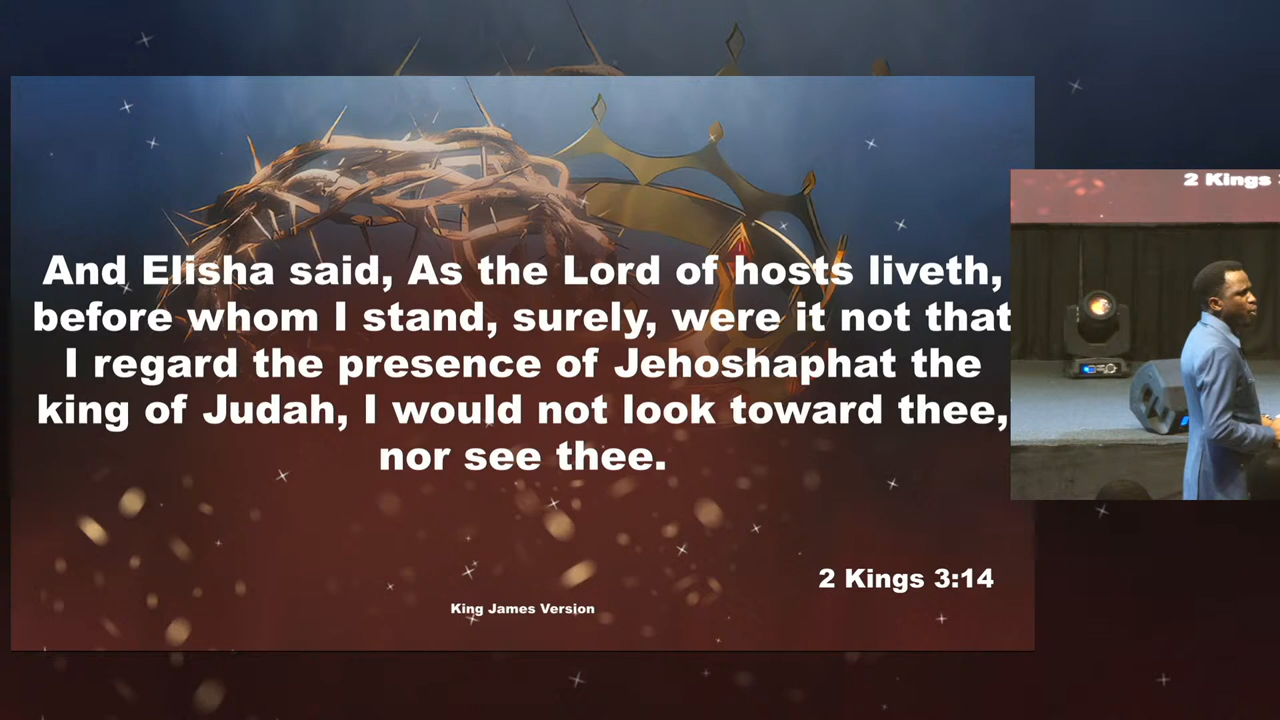 And Elisha said, As the Lord of hosts liveth,
before whom I stand, surely, were it not that
I regard the presence of Jehoshaphat the
king of Judah, I would not look toward thee,
nor see thee.
2 Kings 3:14
King James Version
2 Kings